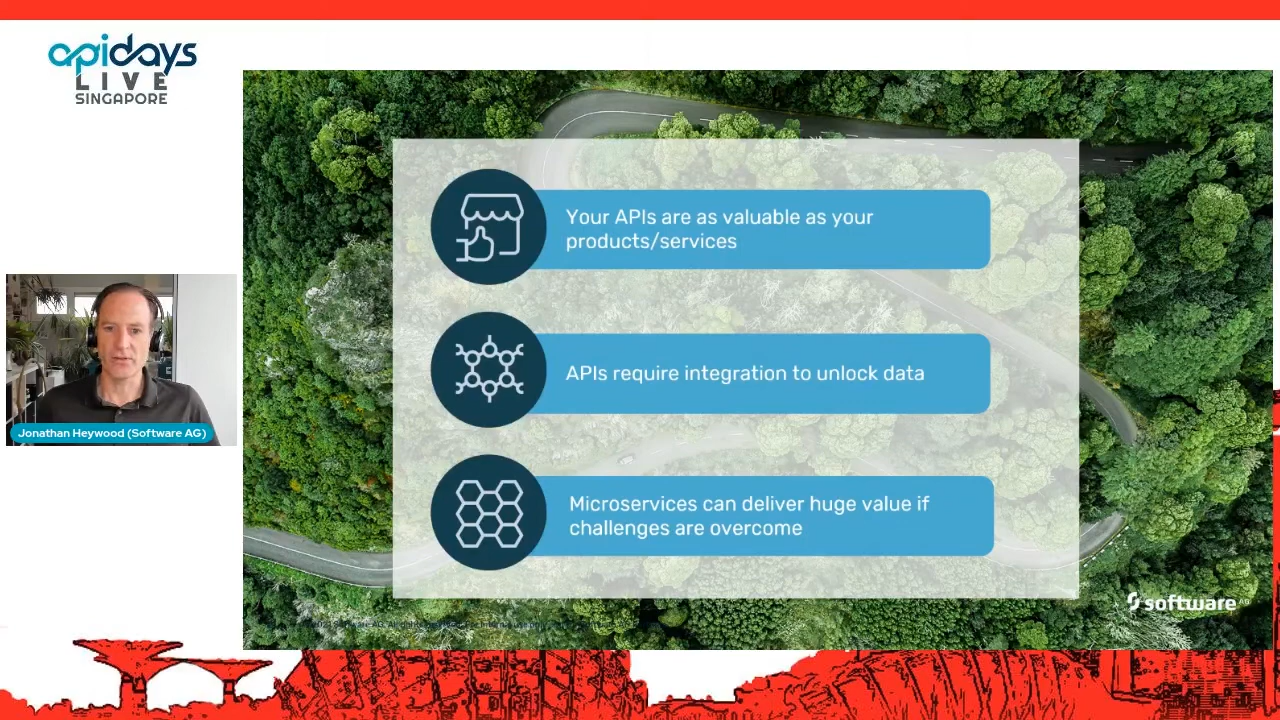 apidays
LIVE
SINGAPORE
Your APIs are as valuable as your
products/services
APIs require integration to unlock data
Jonathan Heywood (Software AG)
Microservices can deliver huge value if
challenges are overcome
software AG